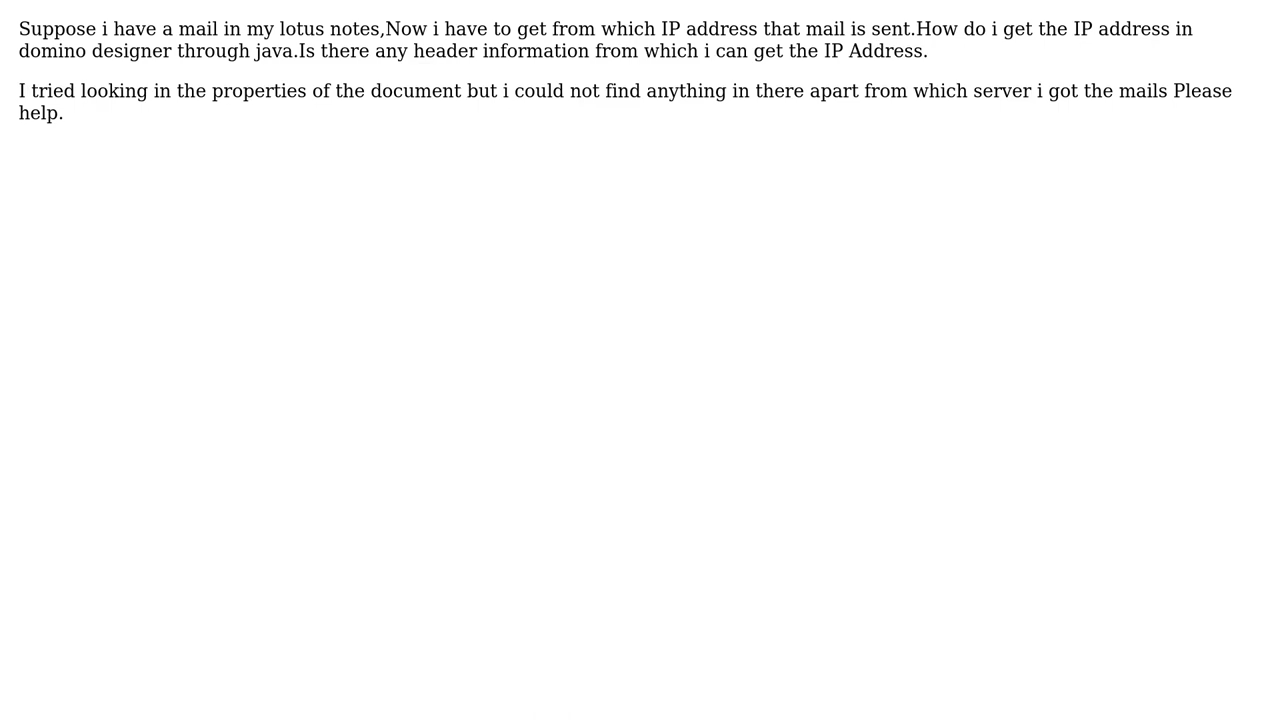 Suppose i have a mail in my lotus notes,Now i have to get from which IP address that mail is sent.How do i get the IP address in
domino designer through java.Is there any header information from which i can get the IP Address.
I tried looking in the properties of the document but i could not find anything in there apart from which server i got the mails Please
help.